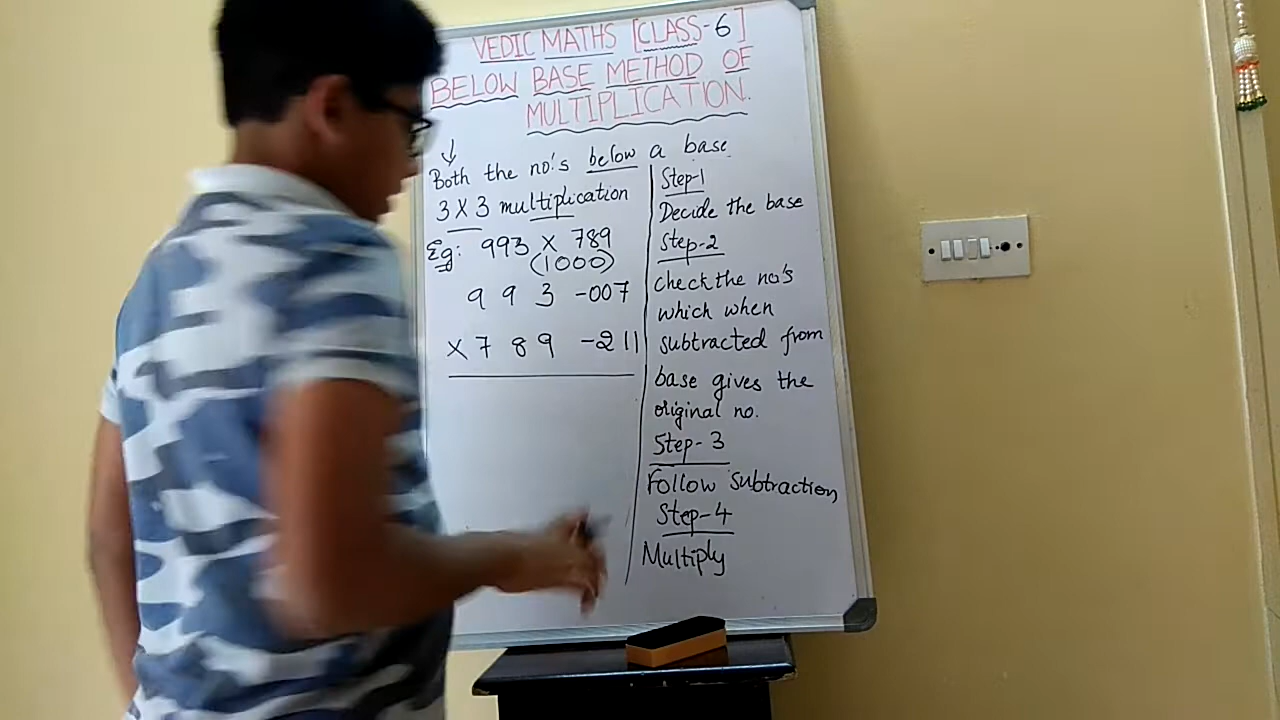 VEDIC MATHS [CLASS-6]
BELOW BASE METHOD OF
MULTIPLICATION.
Both the no.'s below a base
3 X 3 multiplication
Eg: 993 X 789
(1000)
9 9 3 -007
X 7 8 9 -211
Step-1
Decide the base
Step-2
check the no's
which when
subtracted from
base gives the
original no.
Step-3
Follow subtraction,
Step-4
Multiply